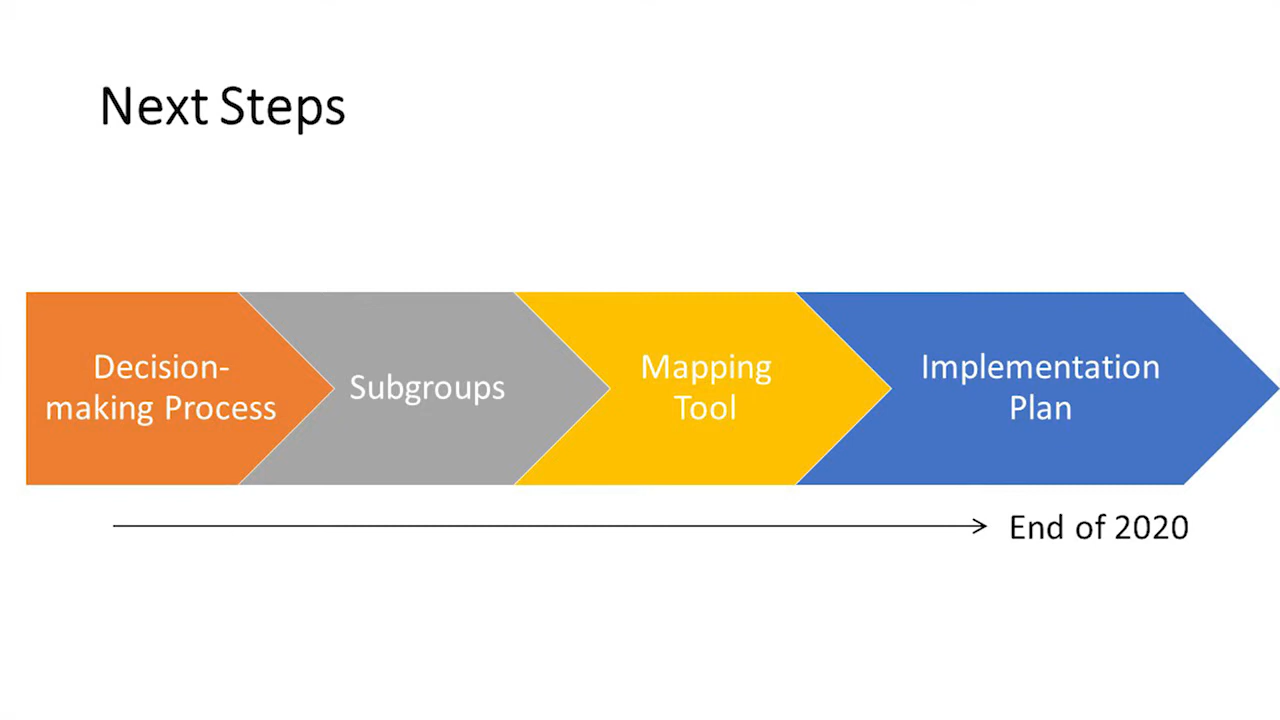 Next Steps
Decision-
making Process
Subgroups
Mapping
Tool
Implementation
Plan
End of 2020